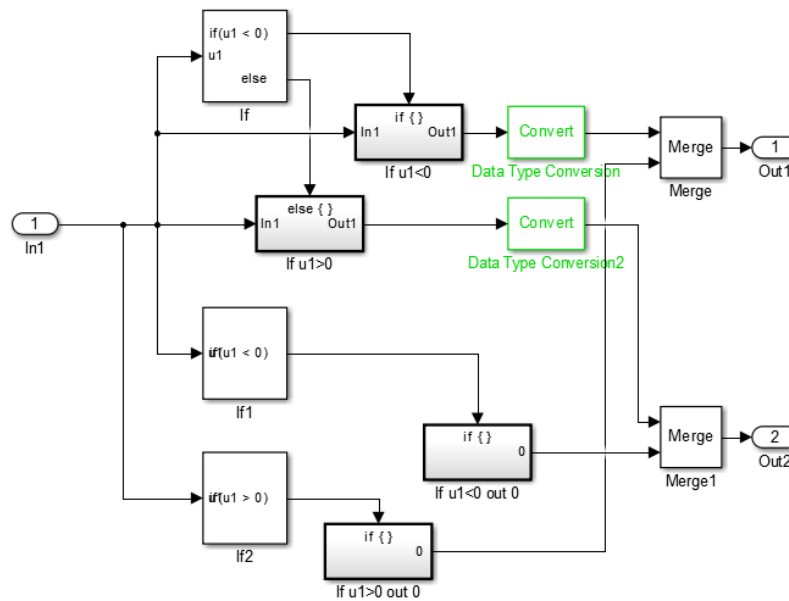 if(u1 < 0)
u1
else
If
if { }
In1
Out1
If u1<0
Convert
Data Type Conversion
Merge
Merge
1
Out1
1
In1
else { }
In1
Out1
If u1>0
Convert
Data Type Conversion2
if(u1 < 0)
If1
if { }
0
If u1<0 out 0
Merge
Merge1
2
Out2
if(u1 > 0)
If2
if { }
0
If u1>0 out 0